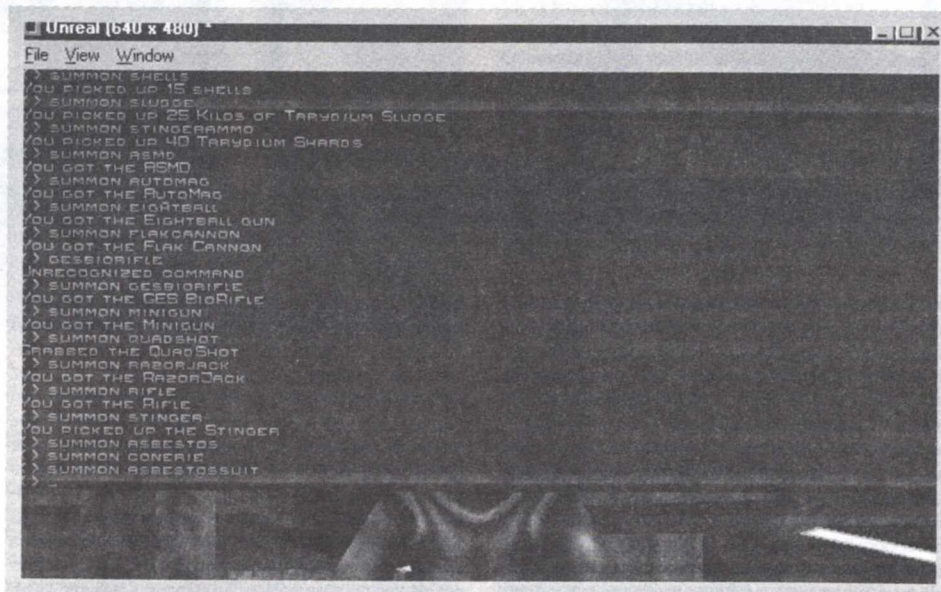 Unreal (640 x 480) *
File View Window
(> SUMMON SHELLS
YOU PICKED UP 15 SHELLS
(> SUMMON SLUDGE
YOU PICKED UP 25 KILOS OF TARYDIUM SLUDGE
(> SUMMON STINGERAMMO
YOU PICKED UP 40 TARYDIUM SHARDS
(> SUMMON ASMD
YOU GOT THE ASMD
(> SUMMON AUTOMAG
YOU GOT THE AUTOMAG
(> SUMMON EIGHTBALL
YOU GOT THE EIGHTBALL GUN
(> SUMMON FLAKCANNON
YOU GOT THE FLAK CANNON
(> GESBIORIFLE
UNRECOGNIZED COMMAND
(> SUMMON GESBIORIFLE
YOU GOT THE GES BIORIFLE
(> SUMMON MINIGUN
YOU GOT THE MINIGUN
(> SUMMON QUADSHOT
GRABBED THE QUADSHOT
(> SUMMON RAZORJACK
YOU GOT THE RAZORJACK
(> SUMMON RIFLE
YOU GOT THE RIFLE
(> SUMMON STINGER
YOU PICKED UP THE STINGER
(> SUMMON ASBESTOS
(> SUMMON CONERIE
(> SUMMON ASBESTOSSUIT
(> _